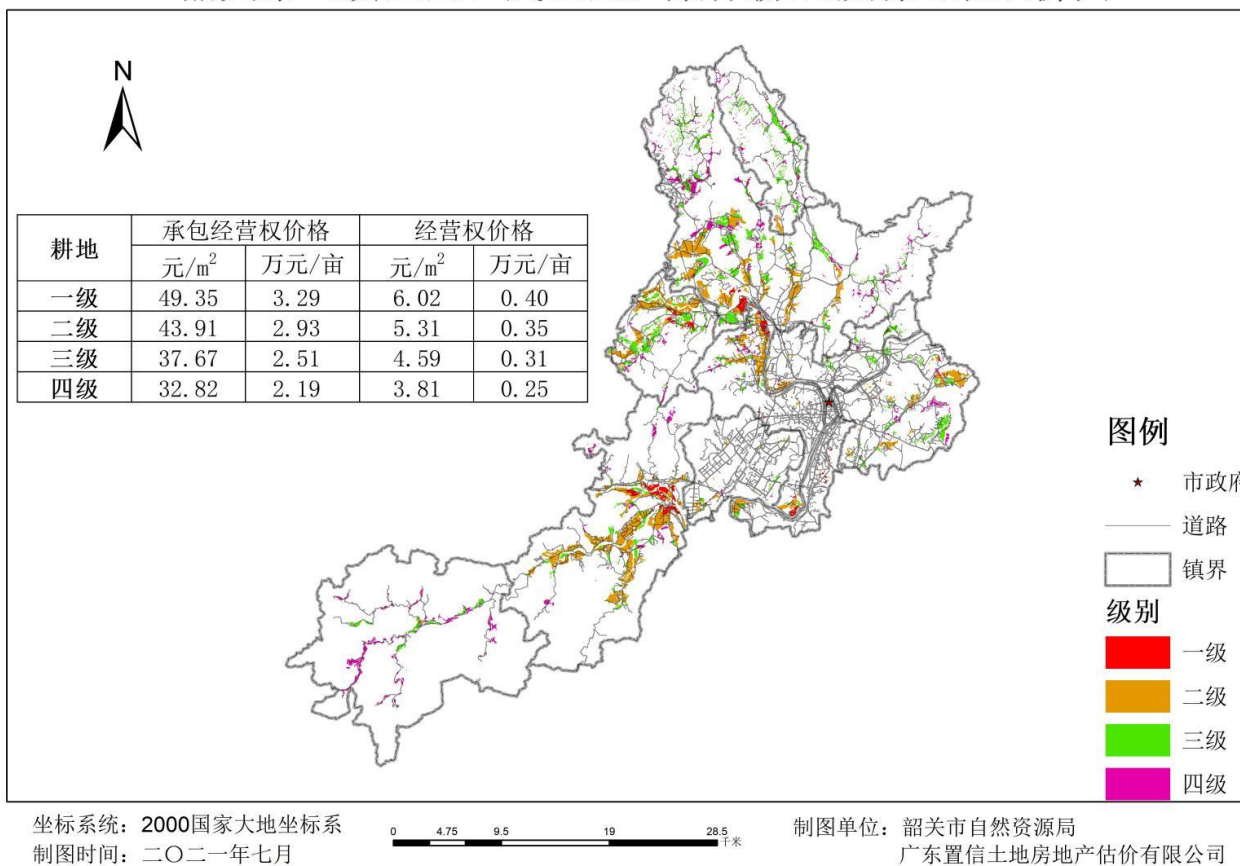 N
耕地 承包经营权价格 经营权价格
元/m² 万元/亩 元/m² 万元/亩
一级 49.35 3.29 6.02 0.40
二级 43.91 2.93 5.31 0.35
三级 37.67 2.51 4.59 0.31
四级 32.82 2.19 3.81 0.25
图例
市政府
道路
镇界
级别
一级
二级
三级
四级
坐标系统：2000国家大地坐标系
制图时间：二〇二一年七月
0 4.75 9.5 19 28.5
千米
制图单位：韶关市自然资源局
广东置信土地房地产估价有限公司